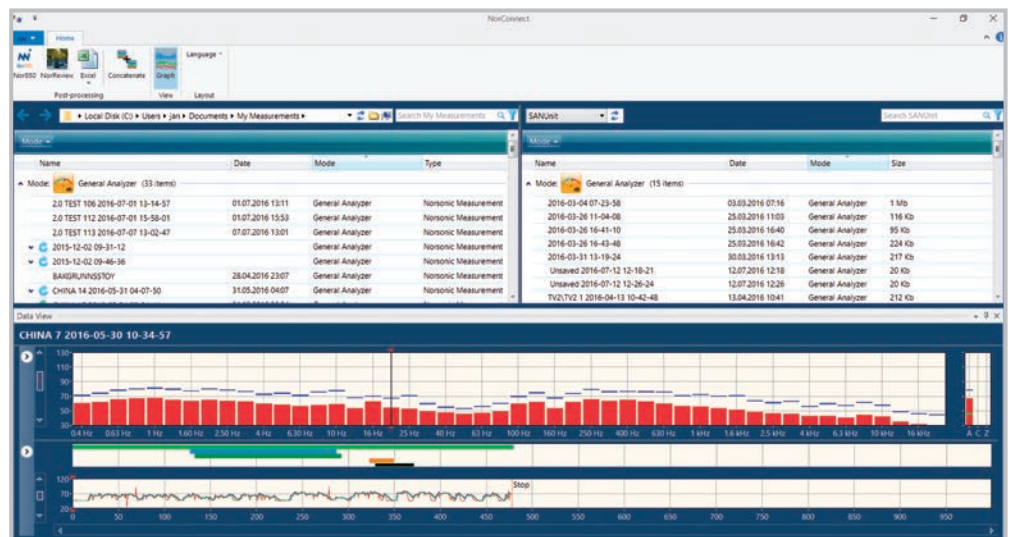 NorConnect
Home
Nor850 NorReview Excel Concatenate Graph Language
Post-processing View Layout
Local Disk (C:) Users jan Documents My Measurements Search My Measurements SANUnit Search SANUnit
Mode Mode
Name Date Mode Type Name Date Mode Size
Mode: General Analyzer (33 items) Mode: General Analyzer (15 items)
2.0 TEST 106 2016-07-01 13-14-57 01.07.2016 13:11 General Analyzer Norsonic Measurement 2016-03-04 07-23-58 03.03.2016 07:16 General Analyzer 1 Mb
2.0 TEST 112 2016-07-01 15-58-01 01.07.2016 15:53 General Analyzer Norsonic Measurement 2016-03-26 11-04-08 25.03.2016 11:03 General Analyzer 116 Kb
2.0 TEST 113 2016-07-07 13-02-47 07.07.2016 13:01 General Analyzer Norsonic Measurement 2016-03-26 16-41-10 25.03.2016 16:40 General Analyzer 95 Kb
2015-12-02 09-31-12 General Analyzer Norsonic Measurement 2016-03-26 16-43-48 25.03.2016 16:42 General Analyzer 224 Kb
2015-12-02 09-46-36 General Analyzer Norsonic Measurement 2016-03-31 13-19-24 30.03.2016 13:13 General Analyzer 217 Kb
BAKGRUNNSSTOY 28.04.2016 23:07 General Analyzer Norsonic Measurement Unsaved 2016-07-12 12-18-21 12.07.2016 12:18 General Analyzer 20 Kb
CHINA 14 2016-05-31 04-07-50 31.05.2016 04:07 General Analyzer Norsonic Measurement Unsaved 2016-07-12 12-26-24 12.07.2016 12:26 General Analyzer 20 Kb
TV2\TV2 1 2016-04-13 10-42-48 13.04.2016 10:41 General Analyzer 212 Kb
Data View
CHINA 7 2016-05-30 10-34-57
130
110
90
70
50
30
0.4 Hz 0.63 Hz 1 Hz 1.60 Hz 2.50 Hz 4 Hz 6.30 Hz 10 Hz 16 Hz 25 Hz 40 Hz 63 Hz 100 Hz 160 Hz 250 Hz 400 Hz 630 Hz 1 kHz 1.6 kHz 2.5 kHz 4 kHz 6.3 kHz 10 kHz 16 kHz A C Z
120
Stop
70
20
0 50 100 150 200 250 300 350 400 450 500 550 600 650 700 750 800 850 900 950